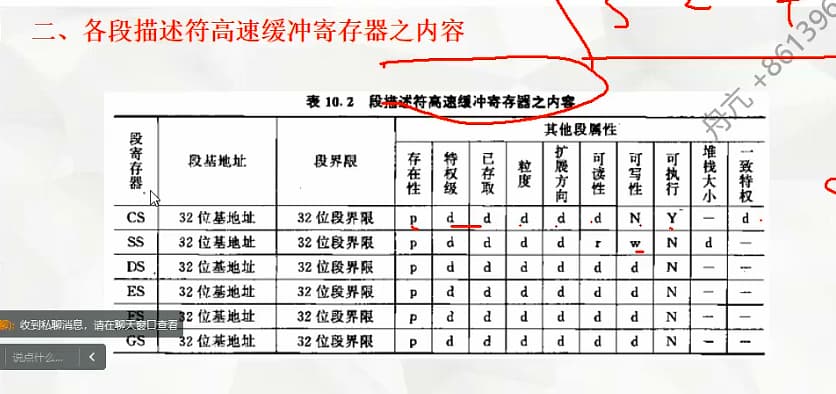 二、各段描述符高速缓冲寄存器之内容
舟亢 +861396
表 10.2 段描述符高速缓冲寄存器之内容
段寄存器 段基地址 段界限 其他段属性
存在性 特权级 已存取 粒度 扩展方向 可读性 可写性 可执行 堆栈大小 一致特权
CS 32 位基地址 32 位段界限 p d d d d d N Y — d
SS 32 位基地址 32 位段界限 p d d d d r w N d —
DS 32 位基地址 32 位段界限 p d d d d d d N — —
ES 32 位基地址 32 位段界限 p d d d d d d N — —
FS 32 位基地址 32 位段界限 p d d d d d d N — —
GS 32 位基地址 32 位段界限 p d d d d d d N — —
: 收到私聊消息，请在聊天窗口查看
说点什么...